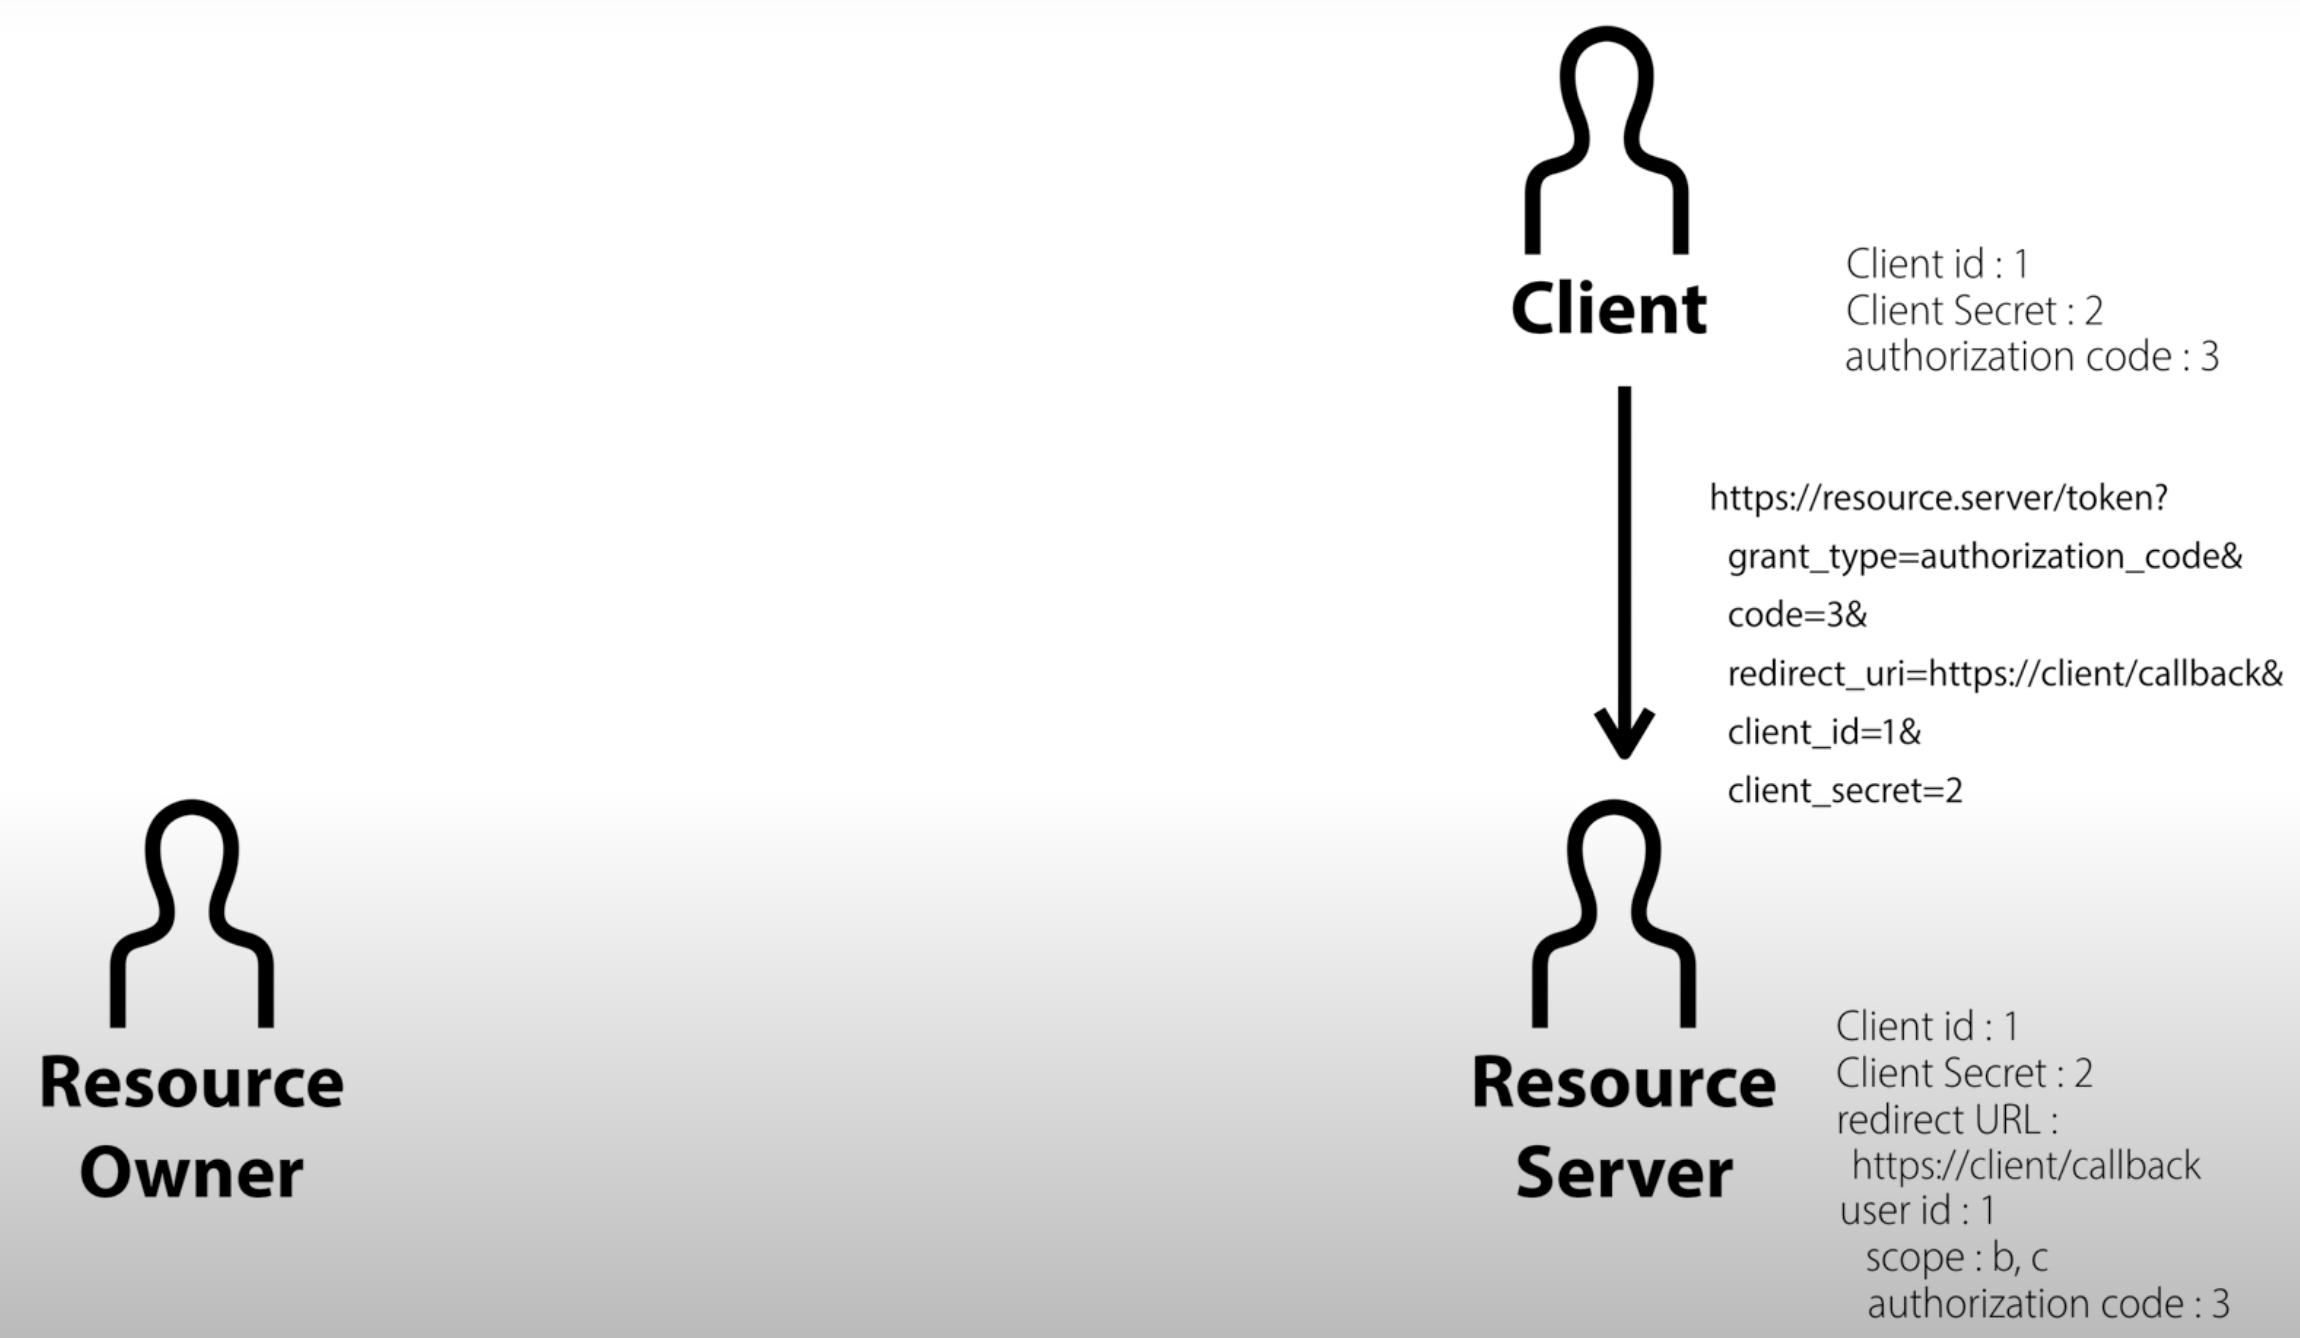 Client
Client id : 1
Client Secret : 2
authorization code : 3
https://resource.server/token?
grant_type=authorization_code&
code=3&
redirect_uri=https://client/callback&
client_id=1&
client_secret=2
Resource
Owner
Resource
Server
Client id : 1
Client Secret : 2
redirect URL :
https://client/callback
user id : 1
scope : b, c
authorization code : 3